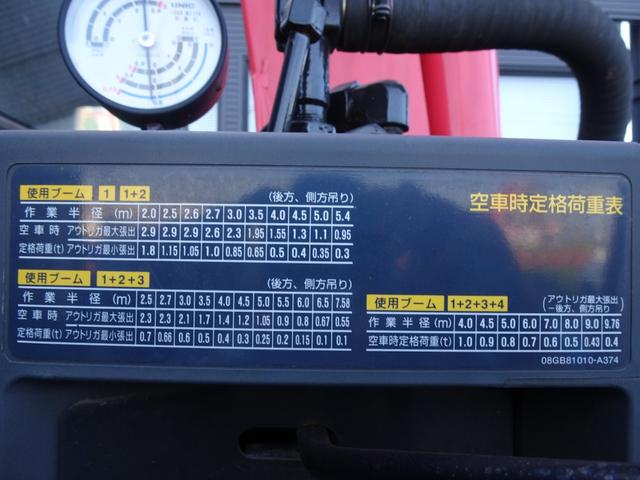 UNIC
空車時定格荷重表
使用ブーム 1 1+2 (後方、側方吊り)
作業半径(m) 2.0 2.5 2.6 2.7 3.0 3.5 4.0 4.5 5.0 5.4
空車時 アウトリガ最大張出 2.9 2.9 2.9 2.6 2.3 1.95 1.55 1.3 1.1 0.95
定格荷重(t) アウトリガ最小張出 1.8 1.15 1.05 1.0 0.85 0.65 0.5 0.4 0.35 0.3
使用ブーム 1+2+3 (後方、側方吊り)
作業半径(m) 2.5 2.7 3.0 3.5 4.0 4.5 5.0 5.5 6.0 6.5 7.58
空車時 アウトリガ最大張出 2.3 2.3 2.1 1.7 1.4 1.2 1.05 0.9 0.8 0.67 0.55
定格荷重(t) アウトリガ最小張出 0.7 0.66 0.6 0.5 0.4 0.3 0.25 0.2 0.15 0.1 0.1
使用ブーム 1+2+3+4 (アウトリガ最大張出
ー後方、側方吊り)
作業半径(m) 4.0 4.5 5.0 6.0 7.0 8.0 9.0 9.76
空車時定格荷重(t) 1.0 0.9 0.8 0.7 0.6 0.5 0.43 0.4
08GB81010-A374